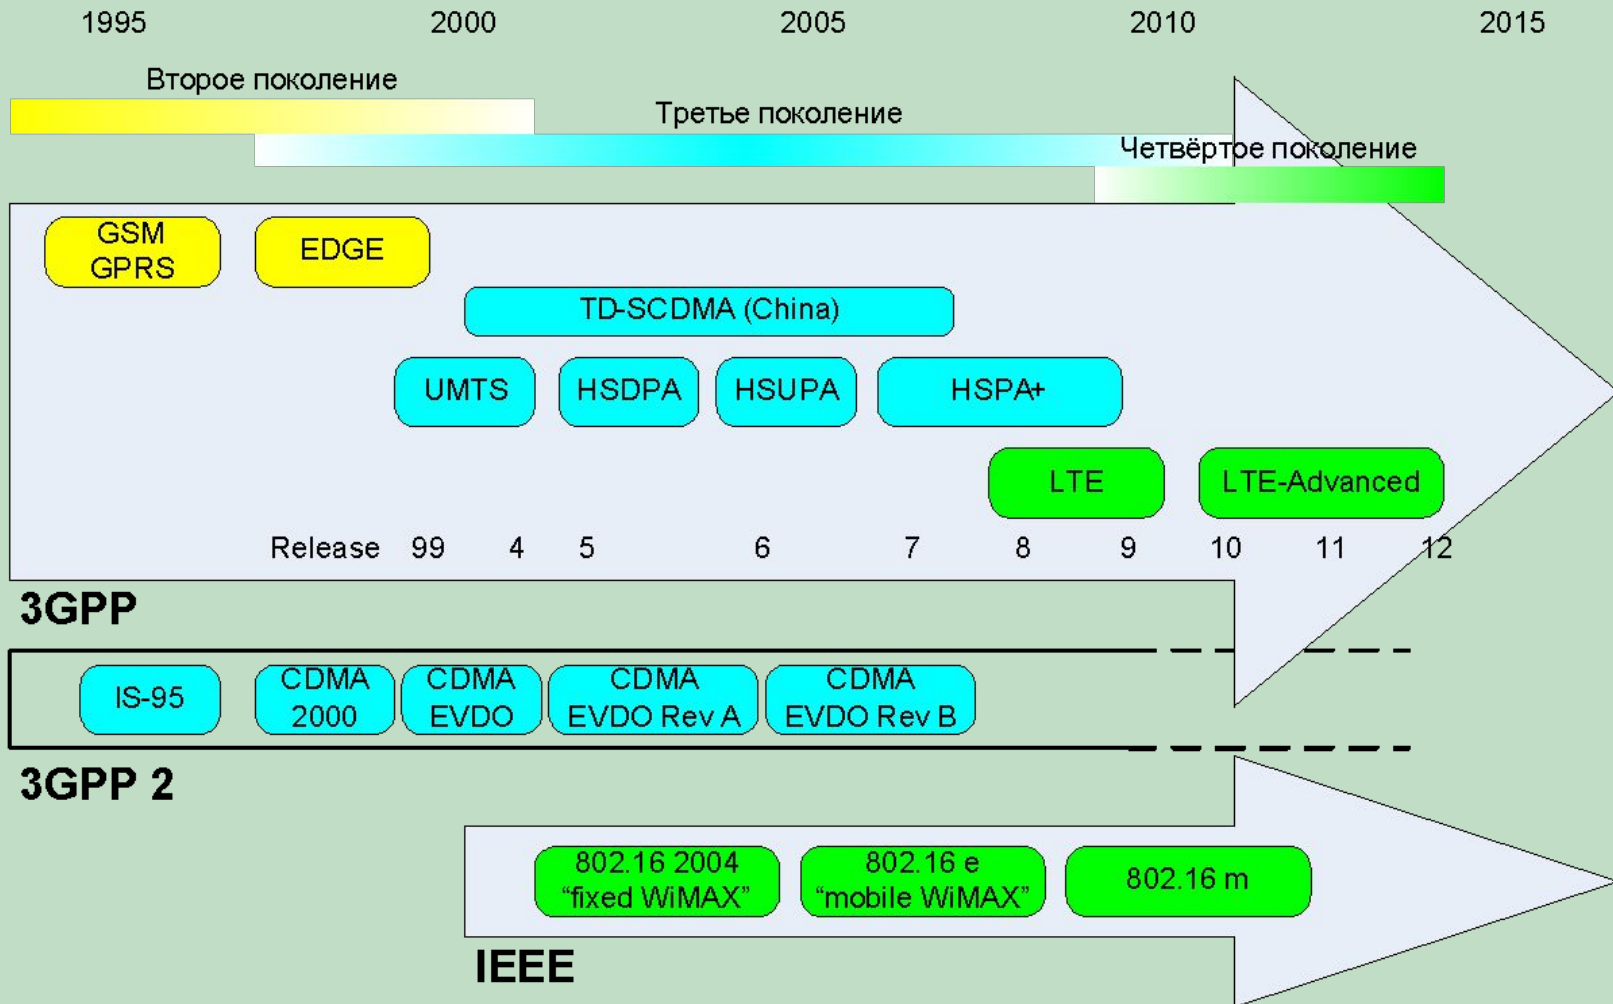 1995 2000 2005 2010 2015
Второе поколение
Третье поколение
Четвёртое поколение
GSM
GPRS
EDGE
TD-SCDMA (China)
UMTS
HSDPA
HSUPA
HSPA+
LTE
LTE-Advanced
Release 99 4 5 6 7 8 9 10 11 12
3GPP
IS-95
CDMA
2000
CDMA
EVDO
CDMA
EVDO Rev A
CDMA
EVDO Rev B
3GPP 2
802.16 2004
“fixed WiMAX”
802.16 e
“mobile WiMAX”
802.16 m
IEEE